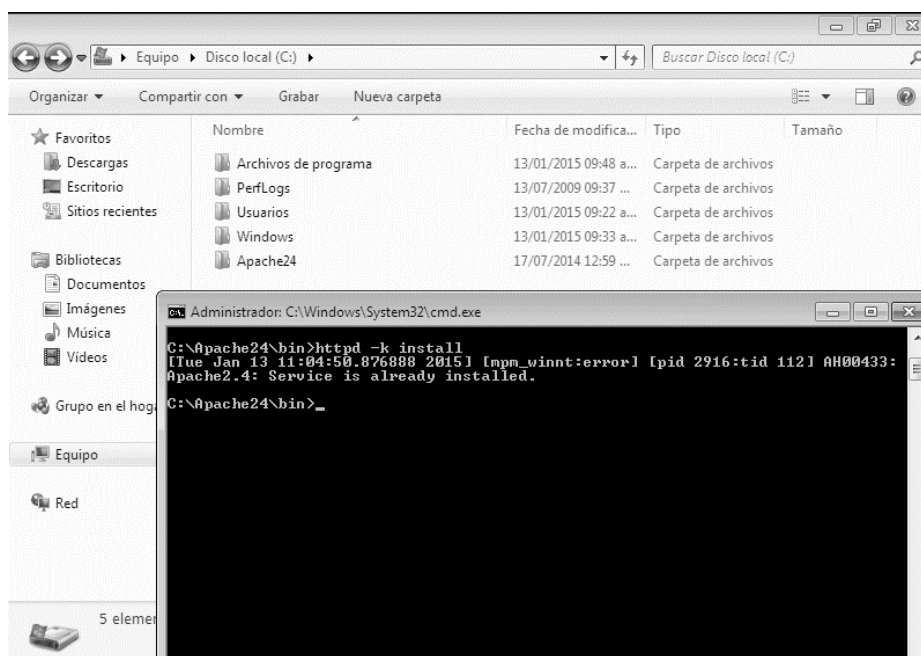 Equipo Disco local (C:)
Buscar Disco local (C:)
Organizar Compartir con Grabar Nueva carpeta
Favoritos
Descargas
Escritorio
Sitios recientes
Bibliotecas
Documentos
Imágenes
Música
Vídeos
Grupo en el hoga
Equipo
Red
Nombre Fecha de modifica... Tipo Tamaño
Archivos de programa 13/01/2015 09:48 a... Carpeta de archivos
PerfLogs 13/07/2009 09:37 ... Carpeta de archivos
Usuarios 13/01/2015 09:22 a... Carpeta de archivos
Windows 13/01/2015 09:33 a... Carpeta de archivos
Apache24 17/07/2014 12:59 ... Carpeta de archivos
Administrador: C:\Windows\System32\cmd.exe
C:\Apache24\bin>httpd -k install
[Tue Jan 13 11:04:50.876888 2015] [mpm_winnt:error] [pid 2916:tid 112] AH00433:
Apache2.4: Service is already installed.
C:\Apache24\bin>_
5 elemen